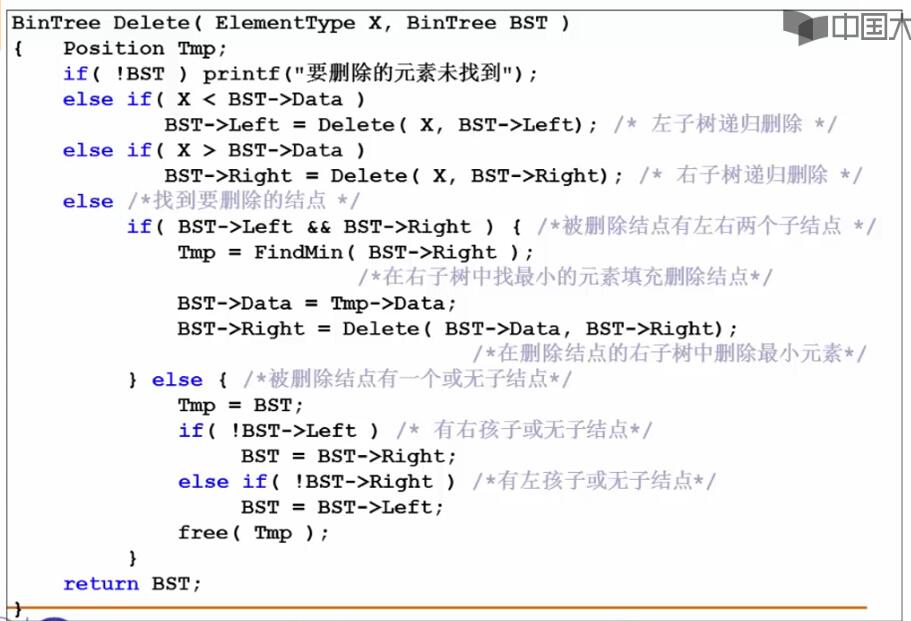 中国大
BinTree Delete( ElementType X, BinTree BST )
{   Position Tmp;
    if( !BST ) printf("要删除的元素未找到");
    else if( X < BST->Data )
            BST->Left = Delete( X, BST->Left); /* 左子树递归删除 */
    else if( X > BST->Data )
            BST->Right = Delete( X, BST->Right); /* 右子树递归删除 */
    else /*找到要删除的结点 */
         if( BST->Left && BST->Right ) { /*被删除结点有左右两个子结点 */
             Tmp = FindMin( BST->Right );
                           /*在右子树中找最小的元素填充删除结点*/
             BST->Data = Tmp->Data;
             BST->Right = Delete( BST->Data, BST->Right);
                                    /*在删除结点的右子树中删除最小元素*/
         } else { /*被删除结点有一个或无子结点*/
             Tmp = BST;
             if( !BST->Left ) /* 有右孩子或无子结点*/
                  BST = BST->Right;
             else if( !BST->Right ) /*有左孩子或无子结点*/
                  BST = BST->Left;
             free( Tmp );
         }
    return BST;
}